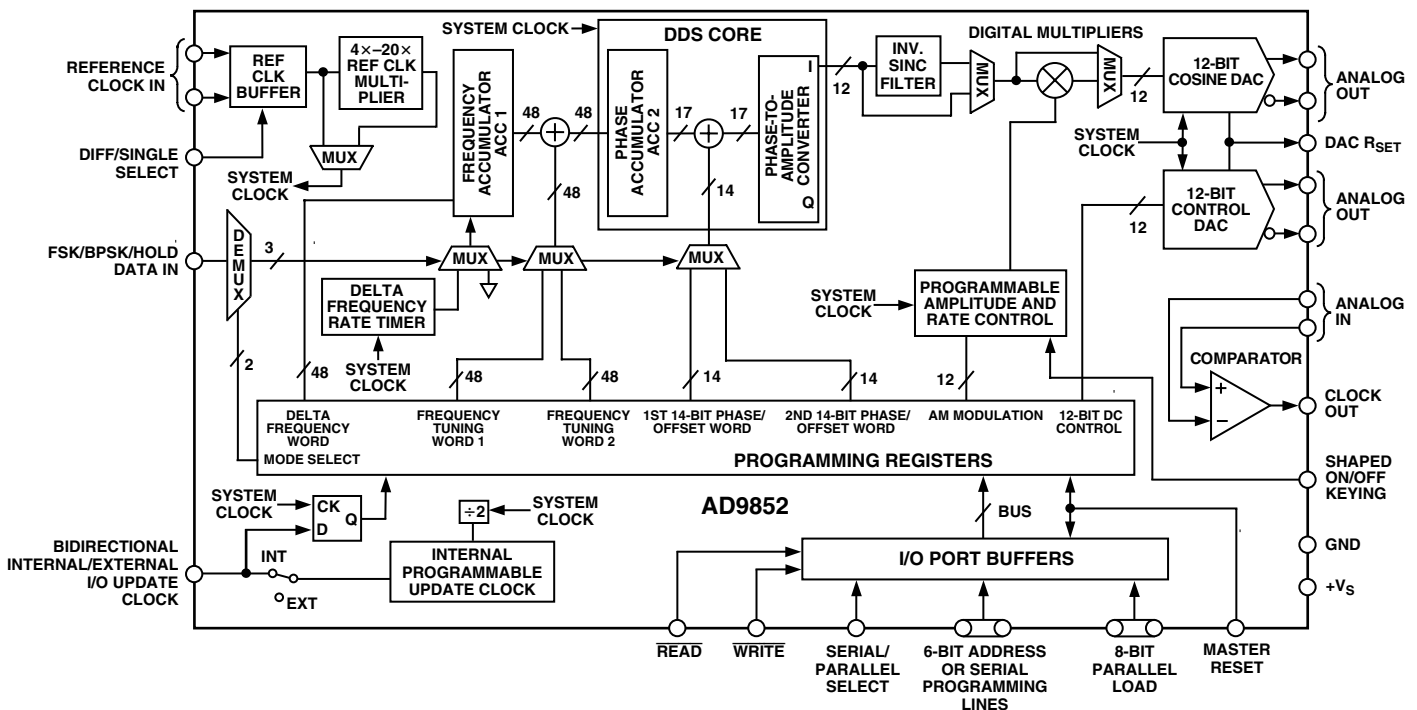 SYSTEM CLOCK
DDS CORE
DIGITAL MULTIPLIERS
REFERENCE
CLOCK IN
REF
CLK
BUFFER
4×–20×
REF CLK
MULTI-
PLIER
MUX
SYSTEM
CLOCK
DIFF/SINGLE
SELECT
FREQUENCY
ACCUMULATOR
ACC 1
48
48
48
PHASE
ACCUMULATOR
ACC 2
17
17
14
PHASE-TO-
AMPLITUDE
CONVERTER
I
Q
12
INV.
SINC
FILTER
MUX
MUX
12
12-BIT
COSINE DAC
ANALOG
OUT
SYSTEM
CLOCK
DAC RSET
12-BIT
CONTROL
DAC
12
ANALOG
OUT
FSK/BPSK/HOLD
DATA IN
DEMUX
3
MUX
MUX
MUX
DELTA
FREQUENCY
RATE TIMER
SYSTEM
CLOCK
SYSTEM
CLOCK
PROGRAMMABLE
AMPLITUDE AND
RATE CONTROL
ANALOG
IN
COMPARATOR
+
–
CLOCK
OUT
2
48
48
48
14
14
12
DELTA
FREQUENCY
WORD
FREQUENCY
TUNING
WORD 1
FREQUENCY
TUNING
WORD 2
1ST 14-BIT PHASE/
OFFSET WORD
2ND 14-BIT PHASE/
OFFSET WORD
AM MODULATION
12-BIT DC
CONTROL
MODE SELECT
PROGRAMMING REGISTERS
SHAPED
ON/OFF
KEYING
SYSTEM
CLOCK
CK
Q
D
÷2
SYSTEM
CLOCK
AD9852
BUS
BIDIRECTIONAL
INTERNAL/EXTERNAL
I/O UPDATE
CLOCK
INT
EXT
INTERNAL
PROGRAMMABLE
UPDATE CLOCK
I/O PORT BUFFERS
GND
+VS
READ
WRITE
SERIAL/
PARALLEL
SELECT
6-BIT ADDRESS
OR SERIAL
PROGRAMMING
LINES
8-BIT
PARALLEL
LOAD
MASTER
RESET